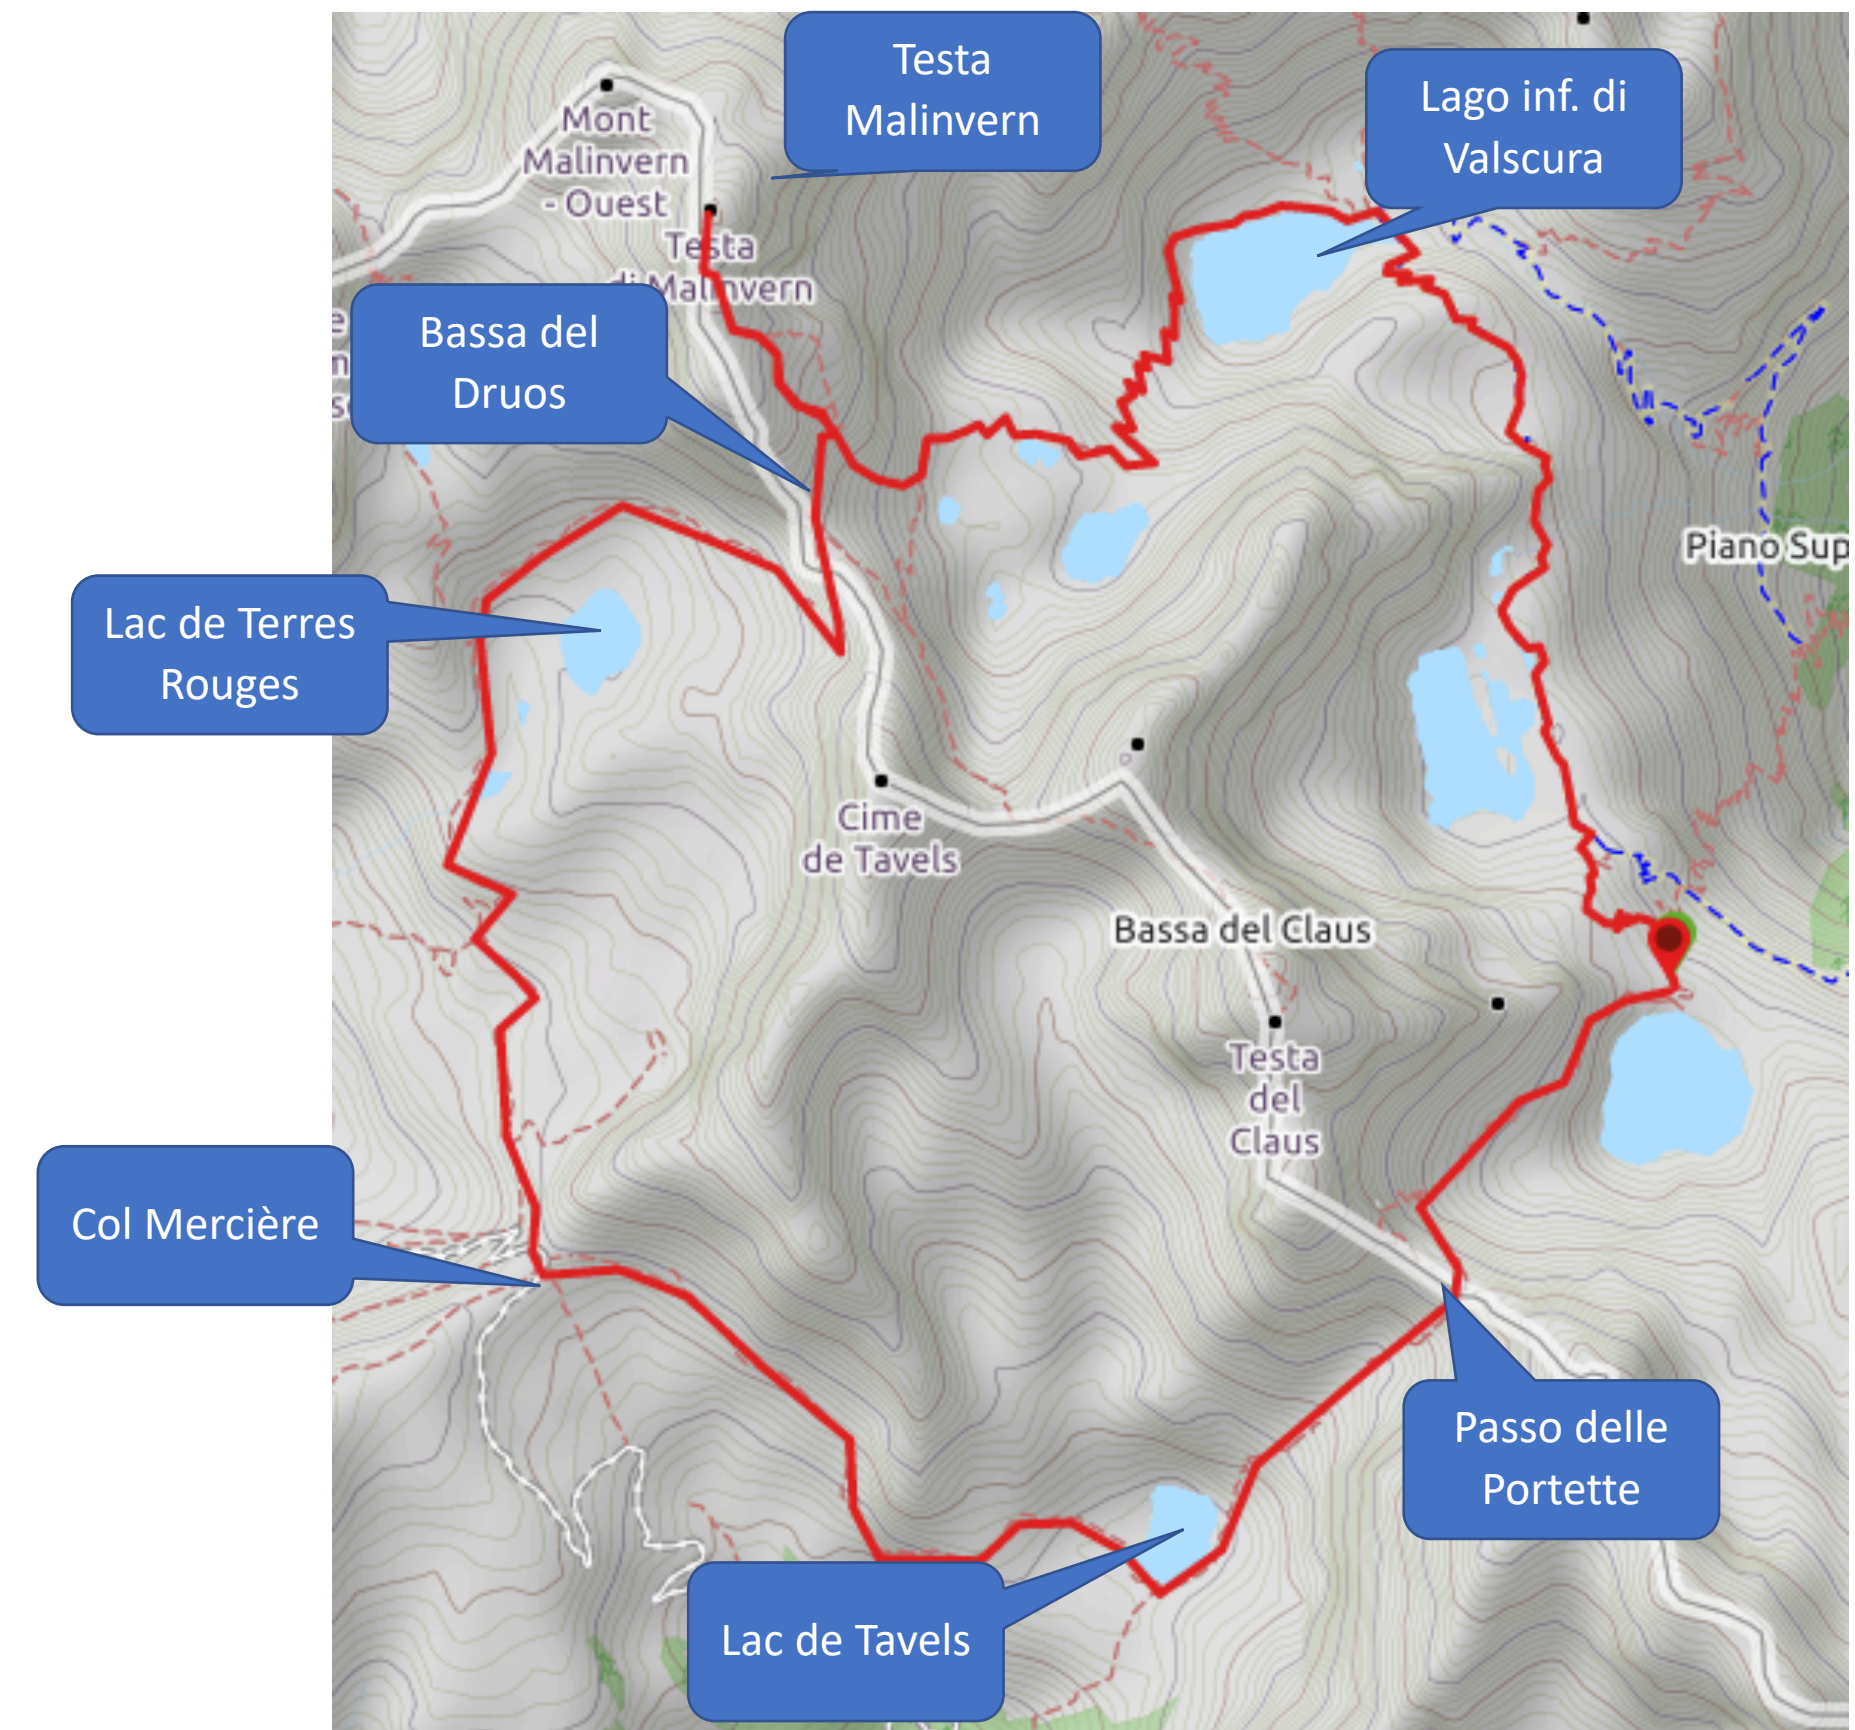 Testa
Malinvern
Lago inf. di
Valscura
Mont
Malinvern
- Ouest
Testa
di Malinvern
Bassa del
Druos
Piano Sup
Lac de Terres
Rouges
Cime
de Tavels
Bassa del Claus
Testa
del
Claus
Col Mercière
Passo delle
Portette
Lac de Tavels